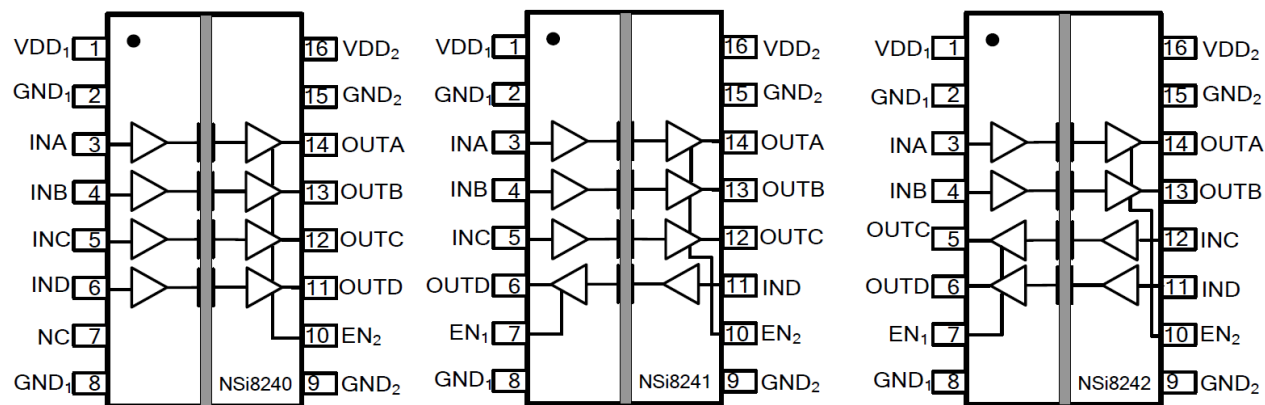 VDD₁ 1 16 VDD₂
GND₁ 2 15 GND₂
INA 3 14 OUTA
INB 4 13 OUTB
INC 5 12 OUTC
IND 6 11 OUTD
NC 7 10 EN₂
GND₁ 8 NSi8240 9 GND₂
VDD₁ 1 16 VDD₂
GND₁ 2 15 GND₂
INA 3 14 OUTA
INB 4 13 OUTB
INC 5 12 OUTC
OUTD 6 11 IND
EN₁ 7 10 EN₂
GND₁ 8 NSi8241 9 GND₂
VDD₁ 1 16 VDD₂
GND₁ 2 15 GND₂
INA 3 14 OUTA
INB 4 13 OUTB
OUTC 5 12 INC
OUTD 6 11 IND
EN₁ 7 10 EN₂
GND₁ 8 NSi8242 9 GND₂